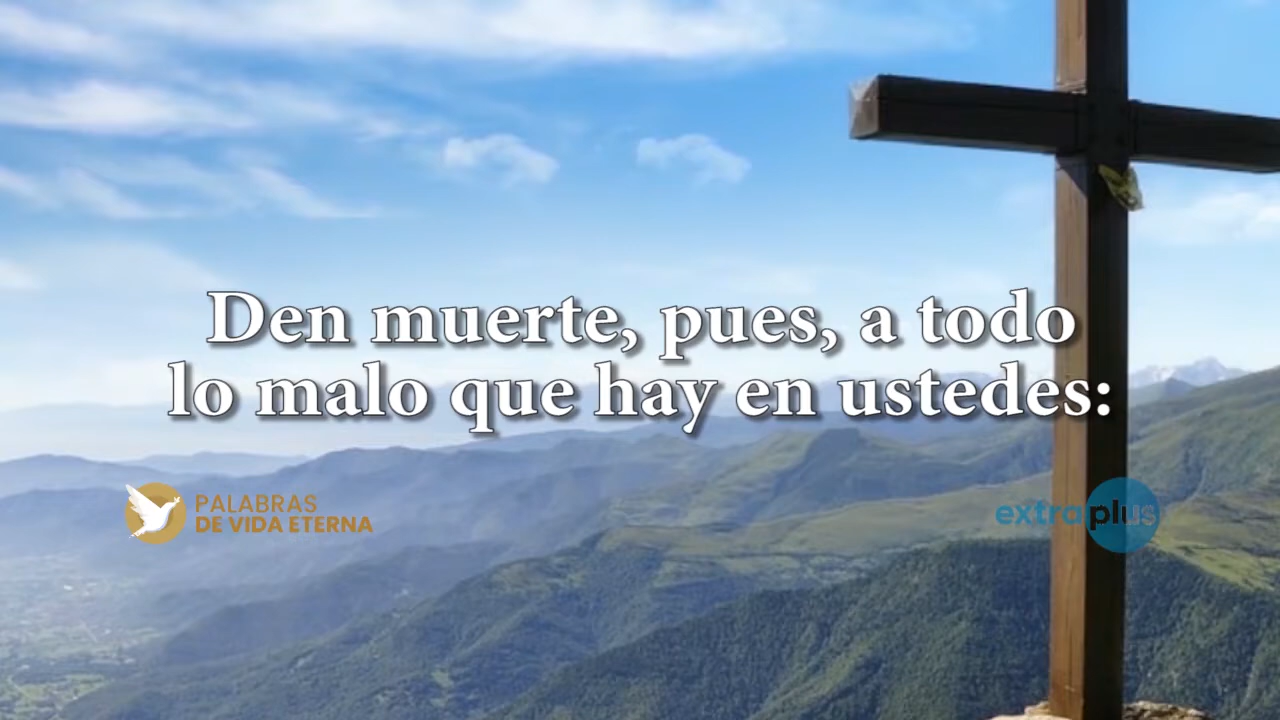 Den muerte, pues, a todo
lo malo que hay en ustedes:
PALABRAS
DE VIDA ETERNA
extraplus